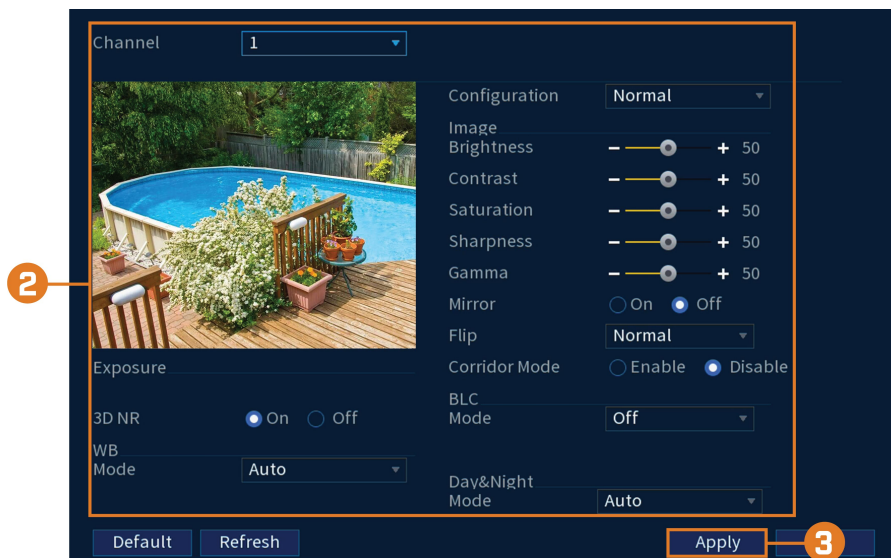 Channel 1
Configuration Normal
Image
Brightness 50
Contrast 50
Saturation 50
Sharpness 50
Gamma 50
Mirror On Off
Flip Normal
Exposure
Corridor Mode Enable Disable
BLC
3D NR On Off
Mode Off
WB
Mode Auto
Day&Night
Mode Auto
Default Refresh Apply
2
3